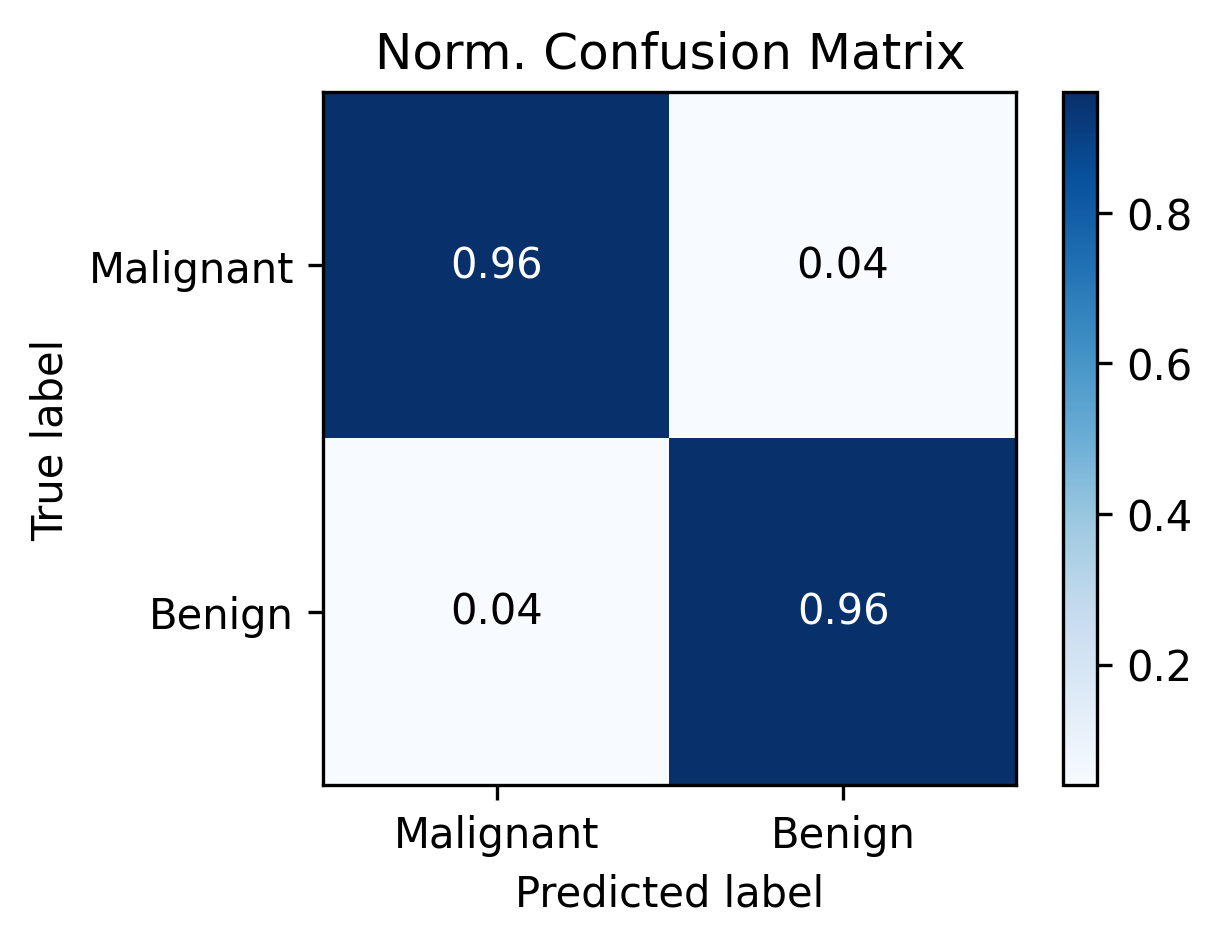 Norm. Confusion Matrix
True label
Malignant
0.96
0.04
Benign
0.04
0.96
Malignant
Benign
Predicted label
0.8
0.6
0.4
0.2